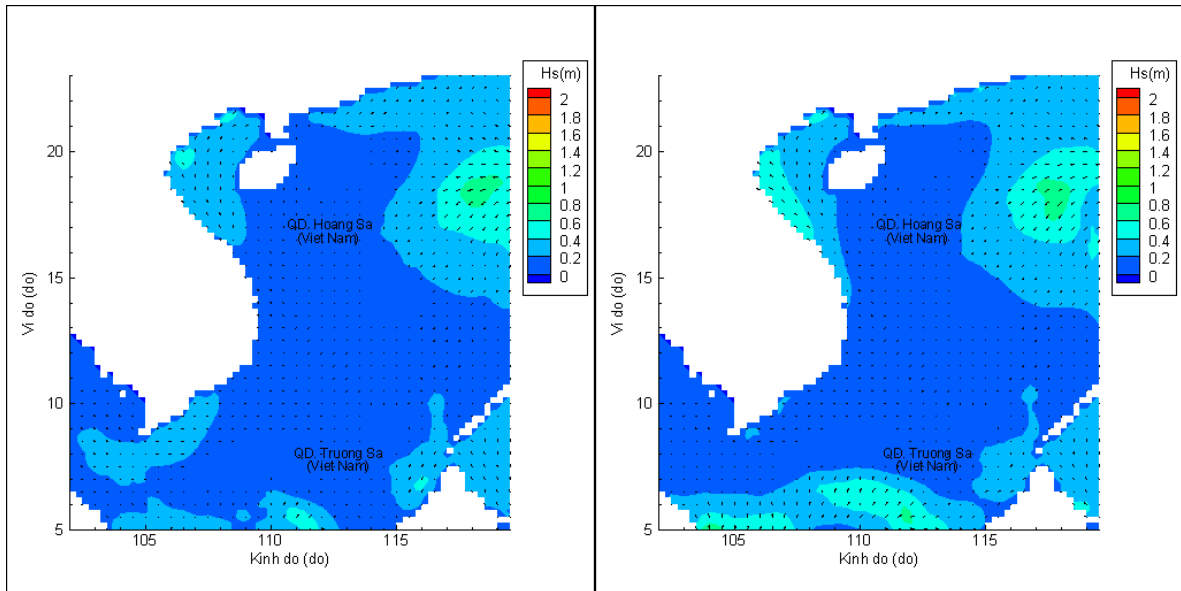 Hs(m)
2
1.8
1.6
1.4
1.2
1
0.8
0.6
0.4
0.2
0
20
15
10
5
Vi do (do)
QD. Hoang Sa
(Viet Nam)
QD. Truong Sa
(Viet Nam)
105
110
115
Kinh do (do)
Hs(m)
2
1.8
1.6
1.4
1.2
1
0.8
0.6
0.4
0.2
0
20
15
10
5
Vi do (do)
QD. Hoang Sa
(Viet Nam)
QD. Truong Sa
(Viet Nam)
105
110
115
Kinh do (do)